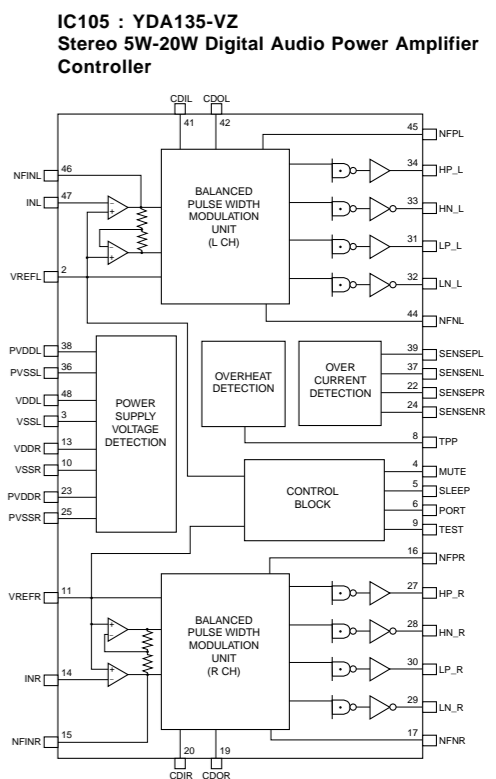 IC105 : YDA135-VZ
Stereo 5W-20W Digital Audio Power Amplifier
Controller
CDIL CDOL
41 42
45 NFPL
NFINL 46
34 HP_L
INL 47
BALANCED
PULSE WIDTH
MODULATION
UNIT
(L CH)
33 HN_L
31 LP_L
VREFL 2
32 LN_L
44 NFNL
PVDDL 38
PVSSL 36
VDDL 48
VSSL 3
VDDR 13
VSSR 10
PVDDR 23
PVSSR 25
POWER
SUPPLY
VOLTAGE
DETECTION
OVERHEAT
DETECTION
OVER
CURRENT
DETECTION
39 SENSEPL
37 SENSENL
22 SENSEPR
24 SENSENR
8 TPP
CONTROL
BLOCK
4 MUTE
5 SLEEP
6 PORT
9 TEST
16 NFPR
VREFR 11
27 HP_R
BALANCED
PULSE WIDTH
MODULATION
UNIT
(R CH)
28 HN_R
INR 14
30 LP_R
29 LN_R
NFINR 15
17 NFNR
20 19
CDIR CDOR